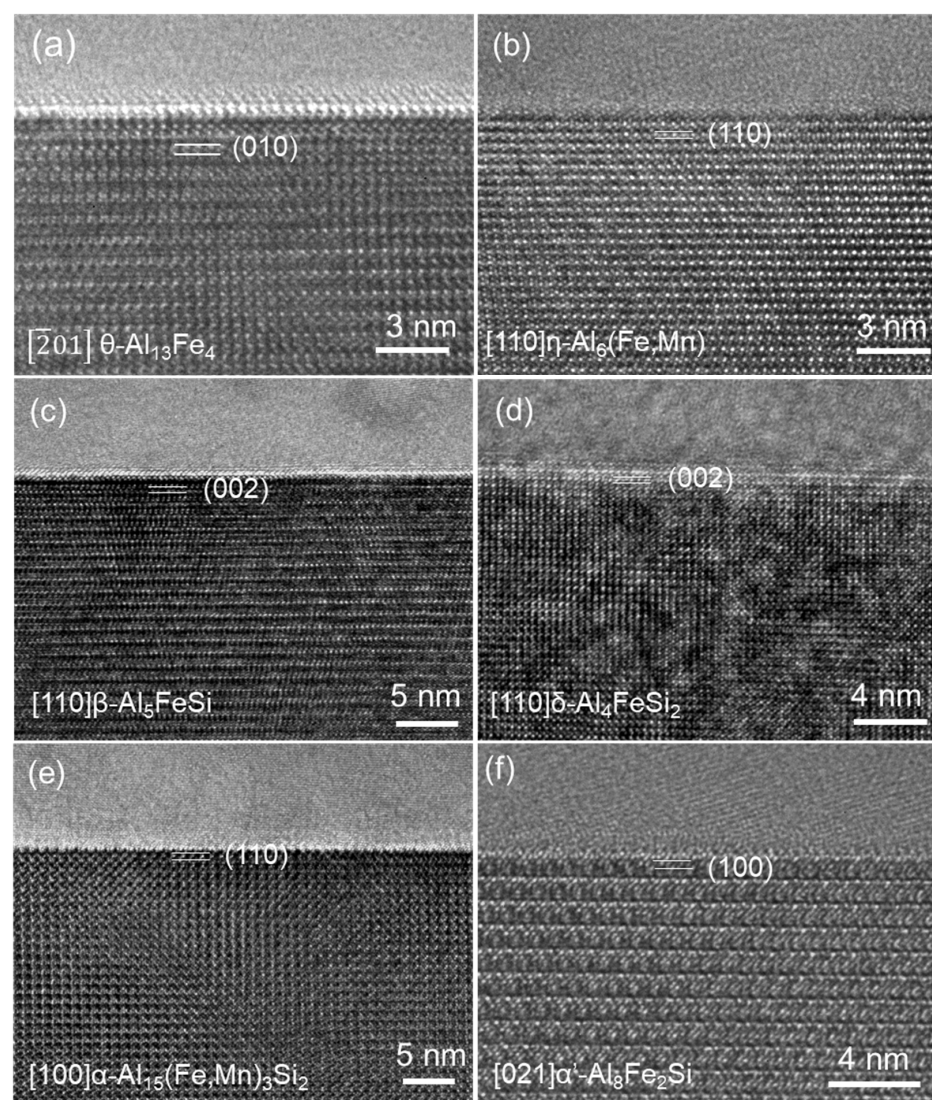 (a)
(010)
[2̅01] θ-Al₁₃Fe₄
3 nm
(b)
(110)
[110]η-Al₆(Fe,Mn)
3 nm
(c)
(002)
[110]β-Al₅FeSi
5 nm
(d)
(002)
[110]δ-Al₄FeSi₂
4 nm
(e)
(110)
[100]α-Al₁₅(Fe,Mn)₃Si₂
5 nm
(f)
(100)
[021]α'-Al₈Fe₂Si
4 nm